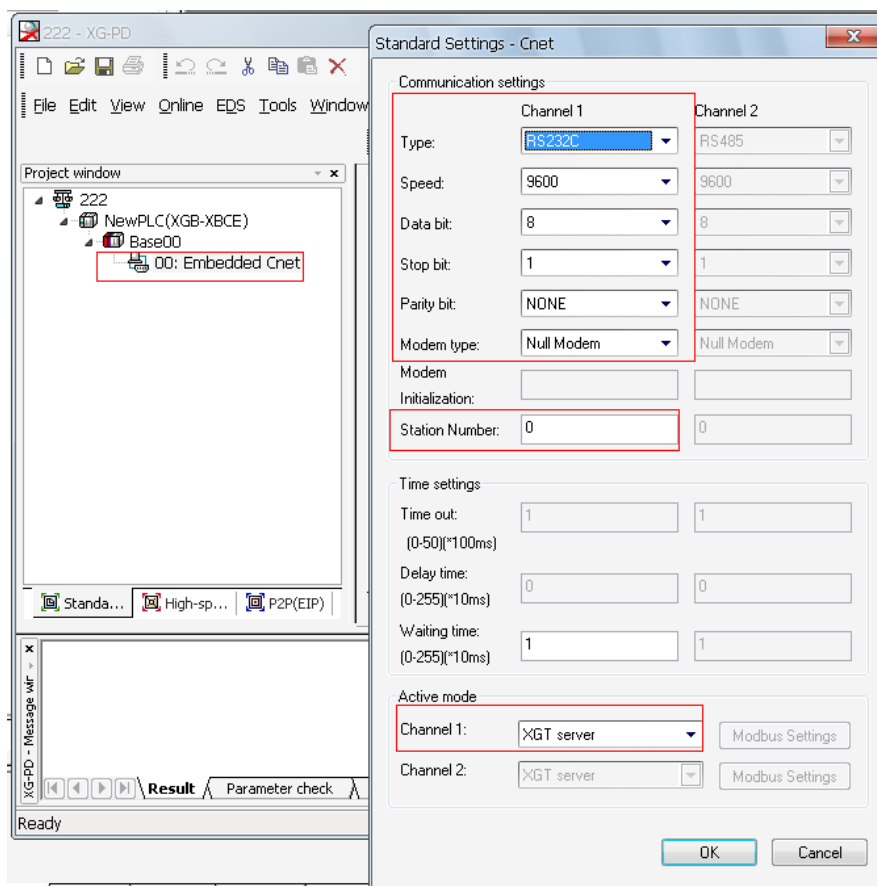 222 - XG-PD
File Edit View Online EDS Tools Window
Project window
222
NewPLC(XGB-XBCE)
Base00
00: Embedded Cnet
Standa... High-sp... P2P(EIP)
XG-PD - Message wir
Result Parameter check
Ready
Standard Settings - Cnet
Communication settings
Channel 1 Channel 2
Type: RS232C RS485
Speed: 9600 9600
Data bit: 8 8
Stop bit: 1 1
Parity bit: NONE NONE
Modem type: Null Modem Null Modem
Modem
Initialization:
Station Number: 0 0
Time settings
Time out: 1 1
(0-50)(*100ms)
Delay time: 0 0
(0-255)(*10ms)
Waiting time: 1 1
(0-255)(*10ms)
Active mode
Channel 1: XGT server Modbus Settings
Channel 2: XGT server Modbus Settings
OK Cancel